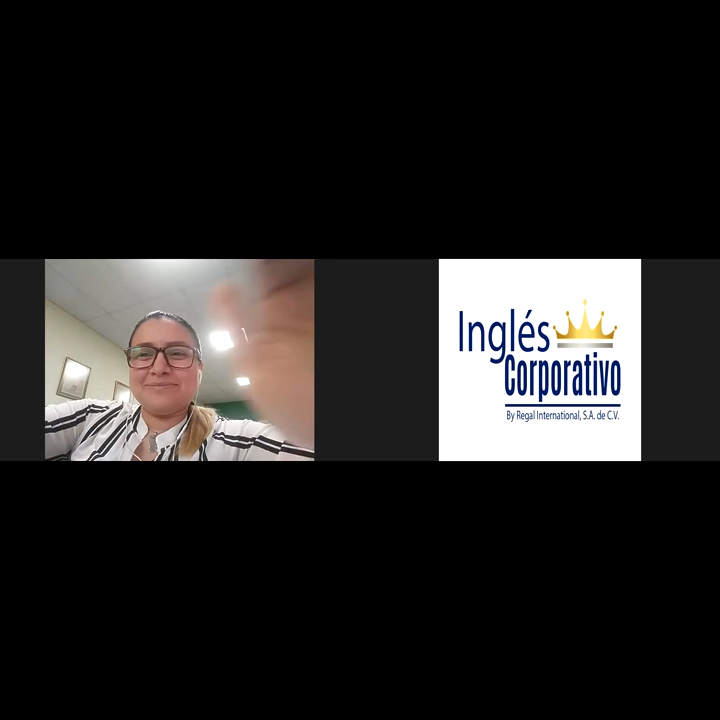 Inglés
Corporativo
By Regal International, S.A. de C.V.